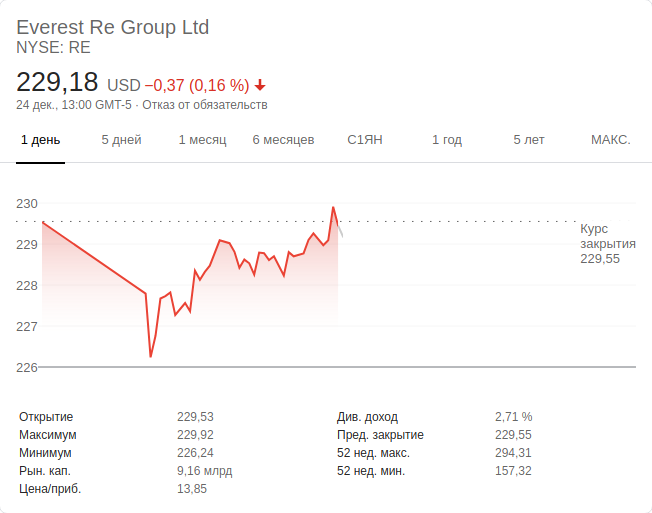 Everest Re Group Ltd
NYSE: RE
229,18 USD −0,37 (0,16 %)
24 дек., 13:00 GMT-5 · Отказ от обязательств
1 день 5 дней 1 месяц 6 месяцев С1ЯН 1 год 5 лет МАКС.
230
229
228
227
226
Курс
закрытия
229,55
Открытие 229,53 Див. доход 2,71 %
Максимум 229,92 Пред. закрытие 229,55
Минимум 226,24 52 нед. макс. 294,31
Рын. кап. 9,16 млрд 52 нед. мин. 157,32
Цена/приб. 13,85